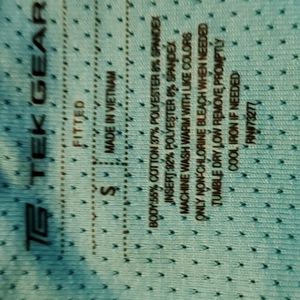 TEK GEAR
FITTED
S
MADE IN VIETNAM
BODY:55% COTTON 37% POLYESTER 8% SPANDEX
INSERT:92% POLYESTER 8% SPANDEX
MACHINE WASH WARM WITH LIKE COLORS
ONLY NON-CHLORINE BLEACH WHEN NEEDED
TUMBLE DRY LOW REMOVE PROMPTLY
COOL IRON IF NEEDED